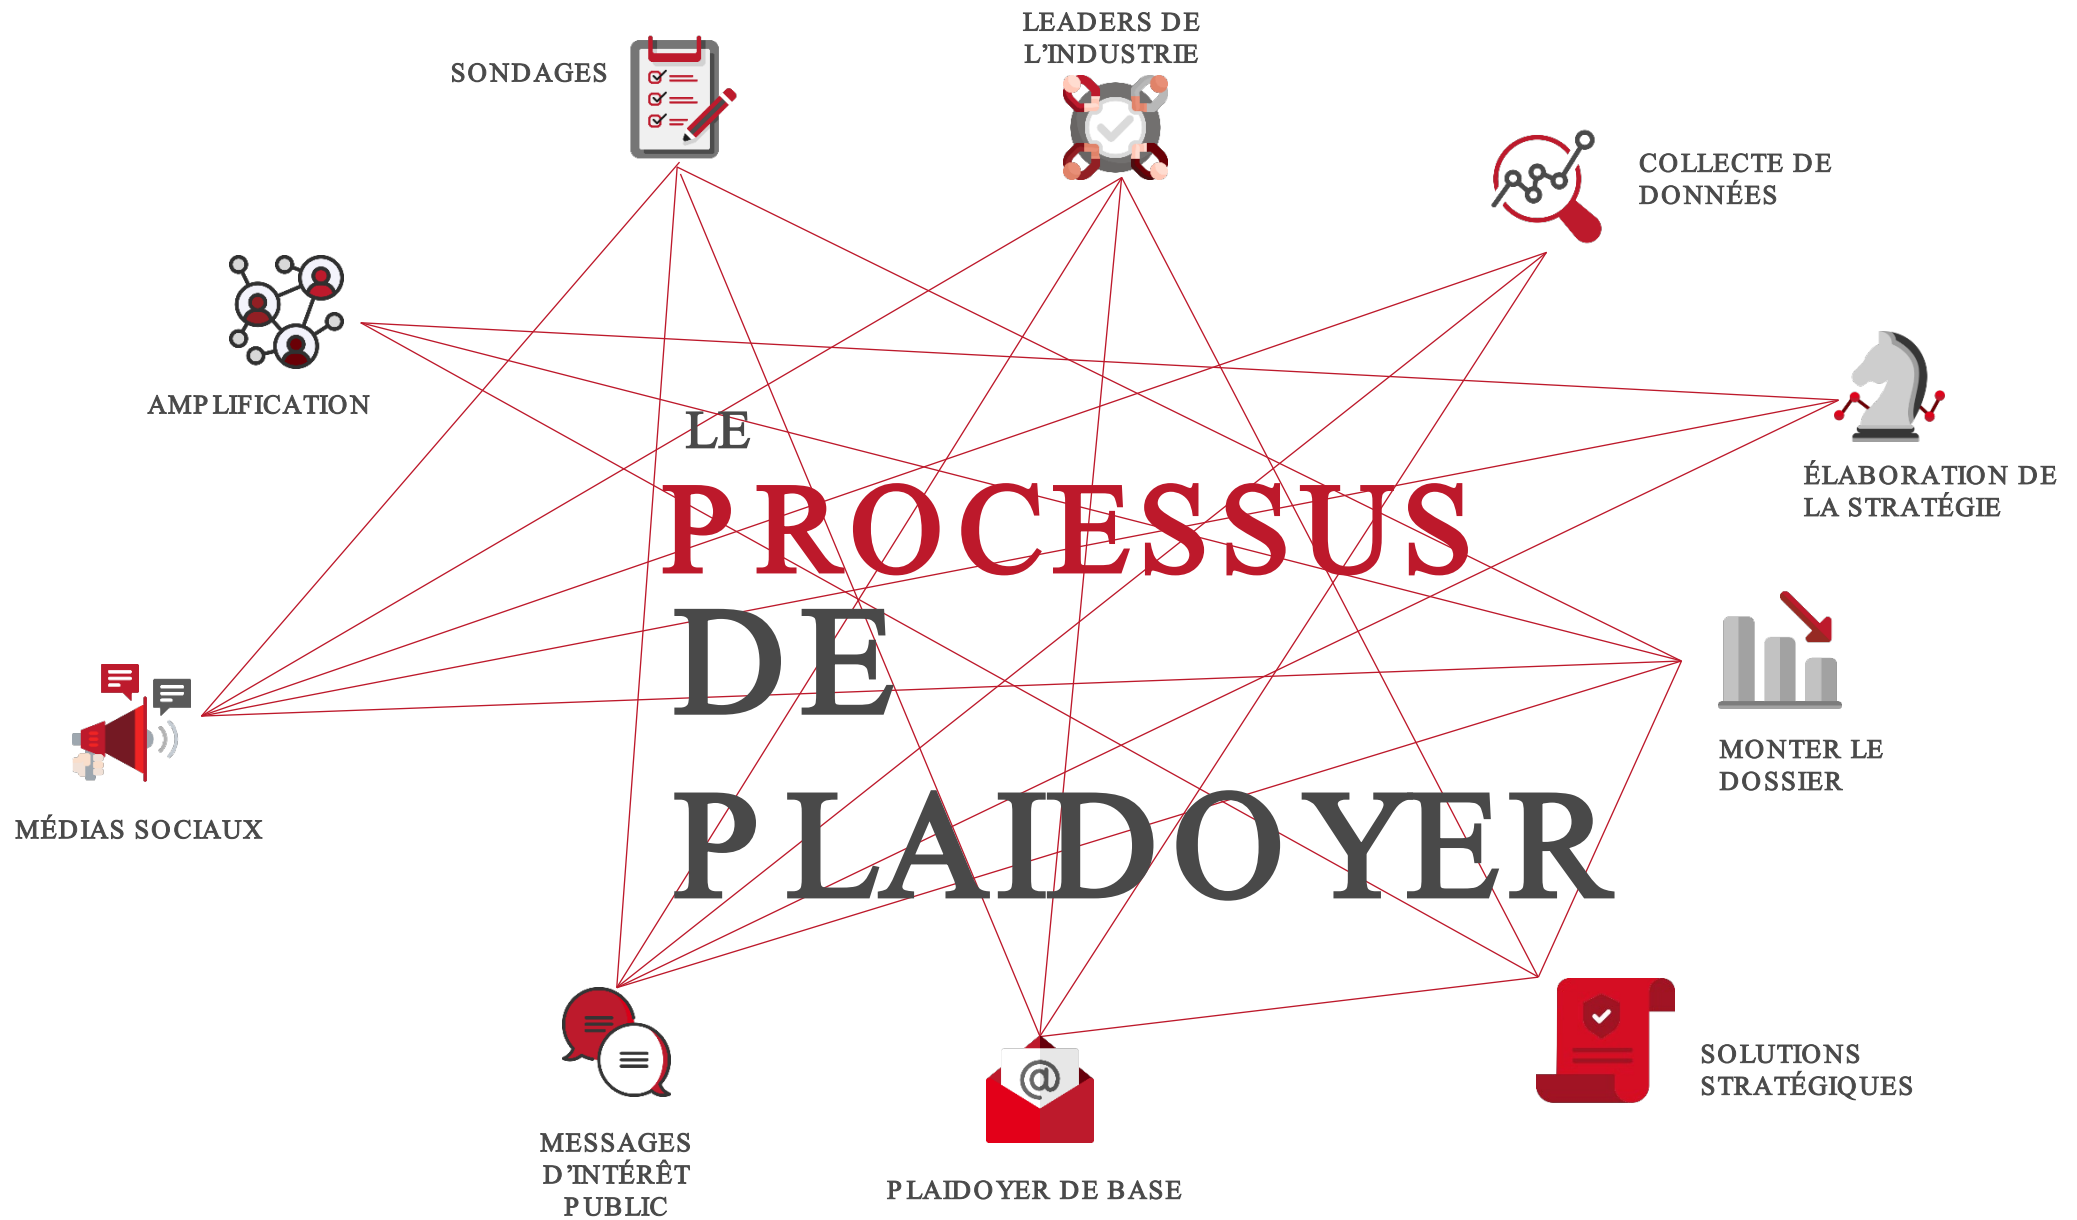 LEADERS DE
L'INDUSTRIE
SONDAGES
COLLECTE DE
DONNÉES
AMPLIFICATION
LE
PROCESSUS
DE
PLAIDOYER
ÉLABORATION DE
LA STRATÉGIE
MONTER LE
DOSSIER
MÉDIAS SOCIAUX
@
SOLUTIONS
STRATÉGIQUES
MESSAGES
D'INTÉRÊT
PUBLIC
PLAIDOYER DE BASE